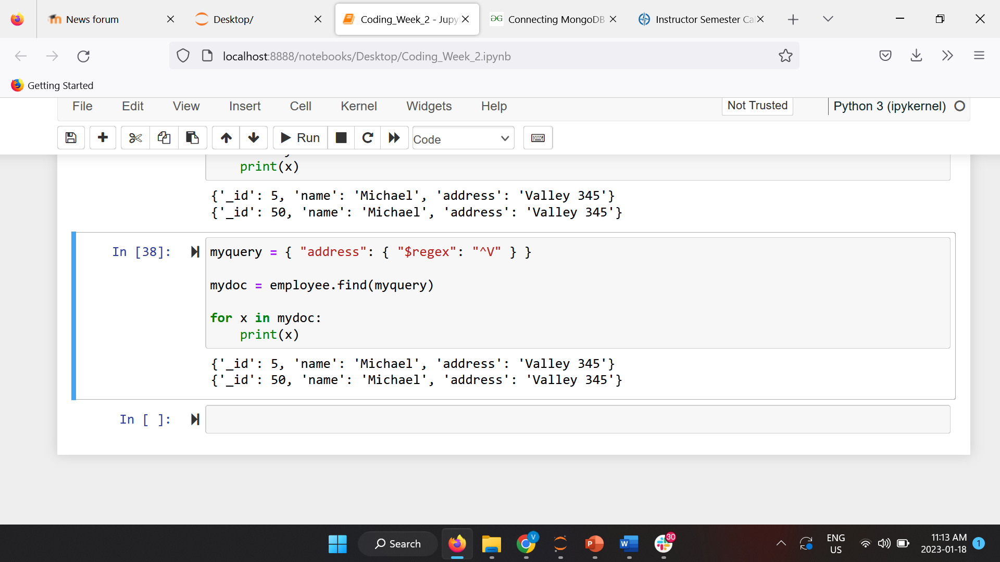 News forum
Desktop/
Coding_Week_2 - Jupy
Connecting MongoDB
Instructor Semester Cal
localhost:8888/notebooks/Desktop/Coding_Week_2.ipynb
Getting Started
File Edit View Insert Cell Kernel Widgets Help
Not Trusted
Python 3 (ipykernel)
Run
Code
print(x)
{'_id': 5, 'name': 'Michael', 'address': 'Valley 345'}
{'_id': 50, 'name': 'Michael', 'address': 'Valley 345'}
In [38]:
myquery = { "address": { "$regex": "^V" } }
mydoc = employee.find(myquery)
for x in mydoc:
print(x)
{'_id': 5, 'name': 'Michael', 'address': 'Valley 345'}
{'_id': 50, 'name': 'Michael', 'address': 'Valley 345'}
In [ ]:
Search
V
P
W
30
ENG
US
11:13 AM
2023-01-18
1